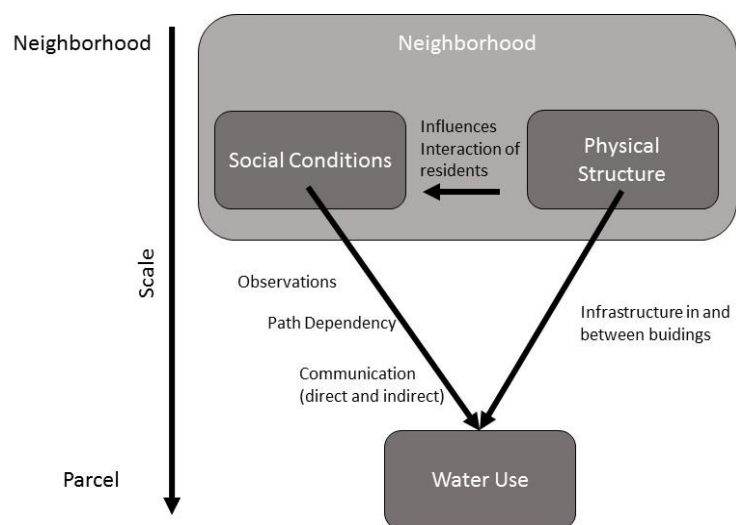 Neighborhood
Neighborhood
Social Conditions
Influences
Interaction of
residents
Physical
Structure
Scale
Observations
Path Dependency
Communication
(direct and indirect)
Infrastructure in and
between buidings
Parcel
Water Use